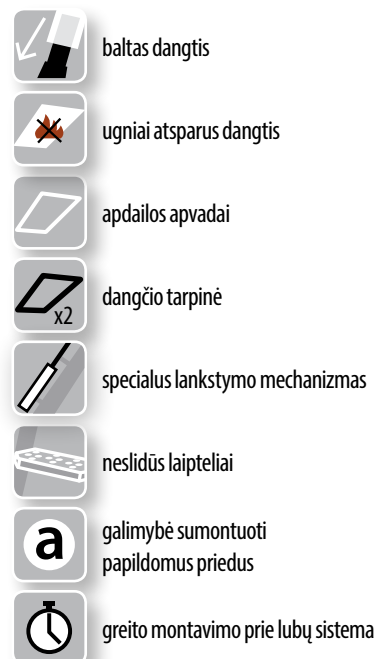 baltas dangtis
ugniai atsparus dangtis
apdailos apvadai
x2
dangčio tarpinė
specialus lankstymo mechanizmas
neslidūs laipteliai
a
galimybė sumontuoti
papildomus priedus
greito montavimo prie lubų sistema